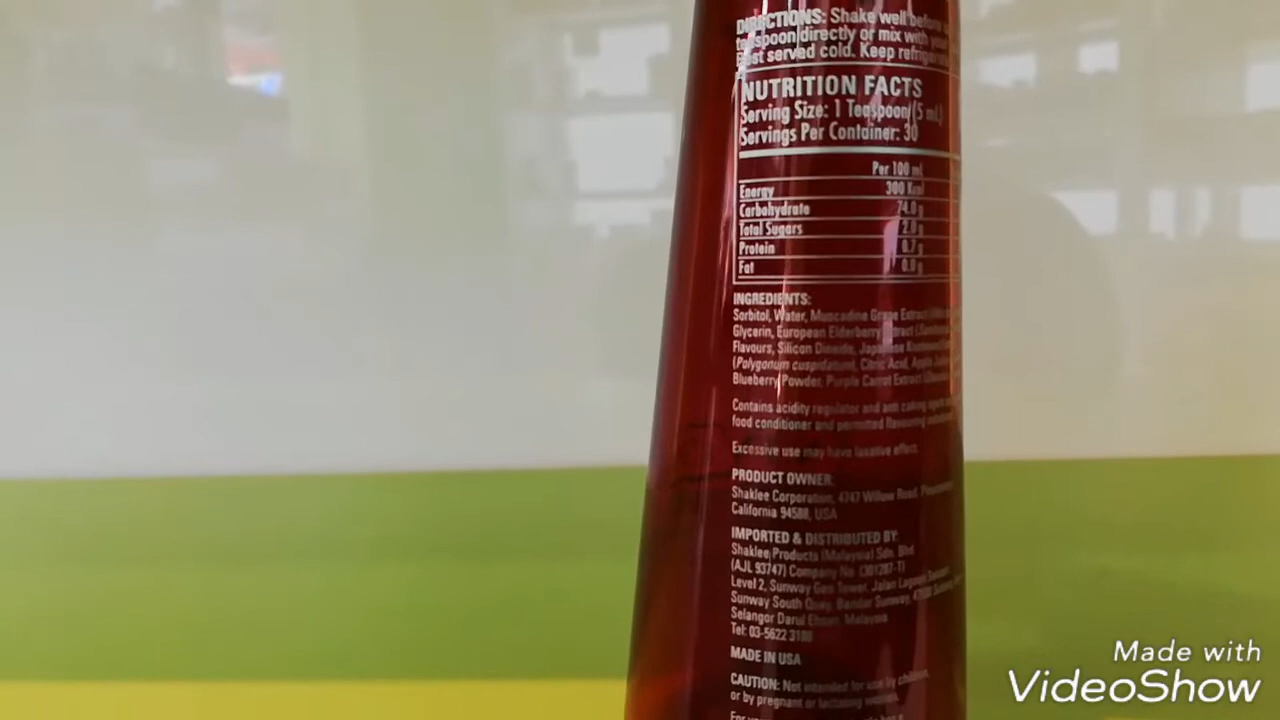 DIRECTIONS: Shake well before
teaspoon directly or mix with your
Best served cold. Keep refrigerated
NUTRITION FACTS
Serving Size: 1 Teaspoon (5 mL)
Servings Per Container: 30
Per 100 ml
Energy 300 Kcal
Carbohydrate 74.0 g
Total Sugars 2.0 g
Protein 0.7 g
Fat 0.0 g
INGREDIENTS:
Sorbitol, Water, Muscadine Grape Extract
Glycerin, European Elderberry Extract
Flavours, Silicon Dioxide, Japanese
(Polygonum cuspidatum), Citric Acid, Apple
Blueberry Powder, Purple Carrot Extract
Contains acidity regulator and anti caking agent
food conditioner and permitted flavouring
Excessive use may have laxative effect.
PRODUCT OWNER:
Shaklee Corporation, 4747 Willow Road,
California 94588, USA
IMPORTED & DISTRIBUTED BY:
Shaklee Products (Malaysia) Sdn. Bhd
(AJL 93747) Company No (301287-T)
Level 2, Sunway Geo Tower, Jalan Lagoon
Sunway South Quay, Bandar Sunway,
Selangor Darul Ehsan, Malaysia
Tel: 03-5622 3188
MADE IN USA
CAUTION: Not intended for use by children,
or by pregnant or lactating women.
For
Made with
VideoShow